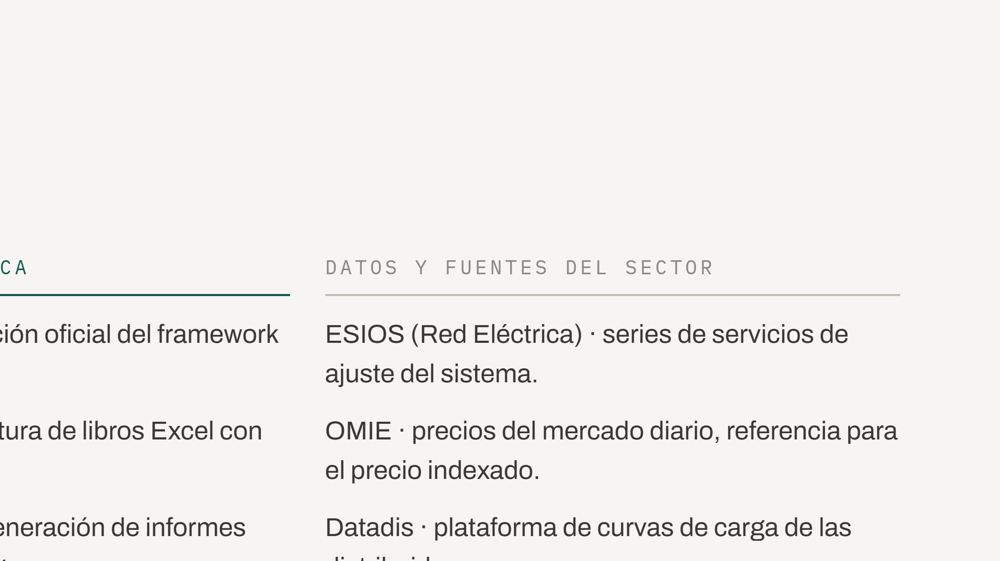 CA
ción oficial del framework
tura de libros Excel con
eneración de informes
DATOS Y FUENTES DEL SECTOR
ESIOS (Red Eléctrica) · series de servicios de
ajuste del sistema.
OMIE · precios del mercado diario, referencia para
el precio indexado.
Datadis · plataforma de curvas de carga de las